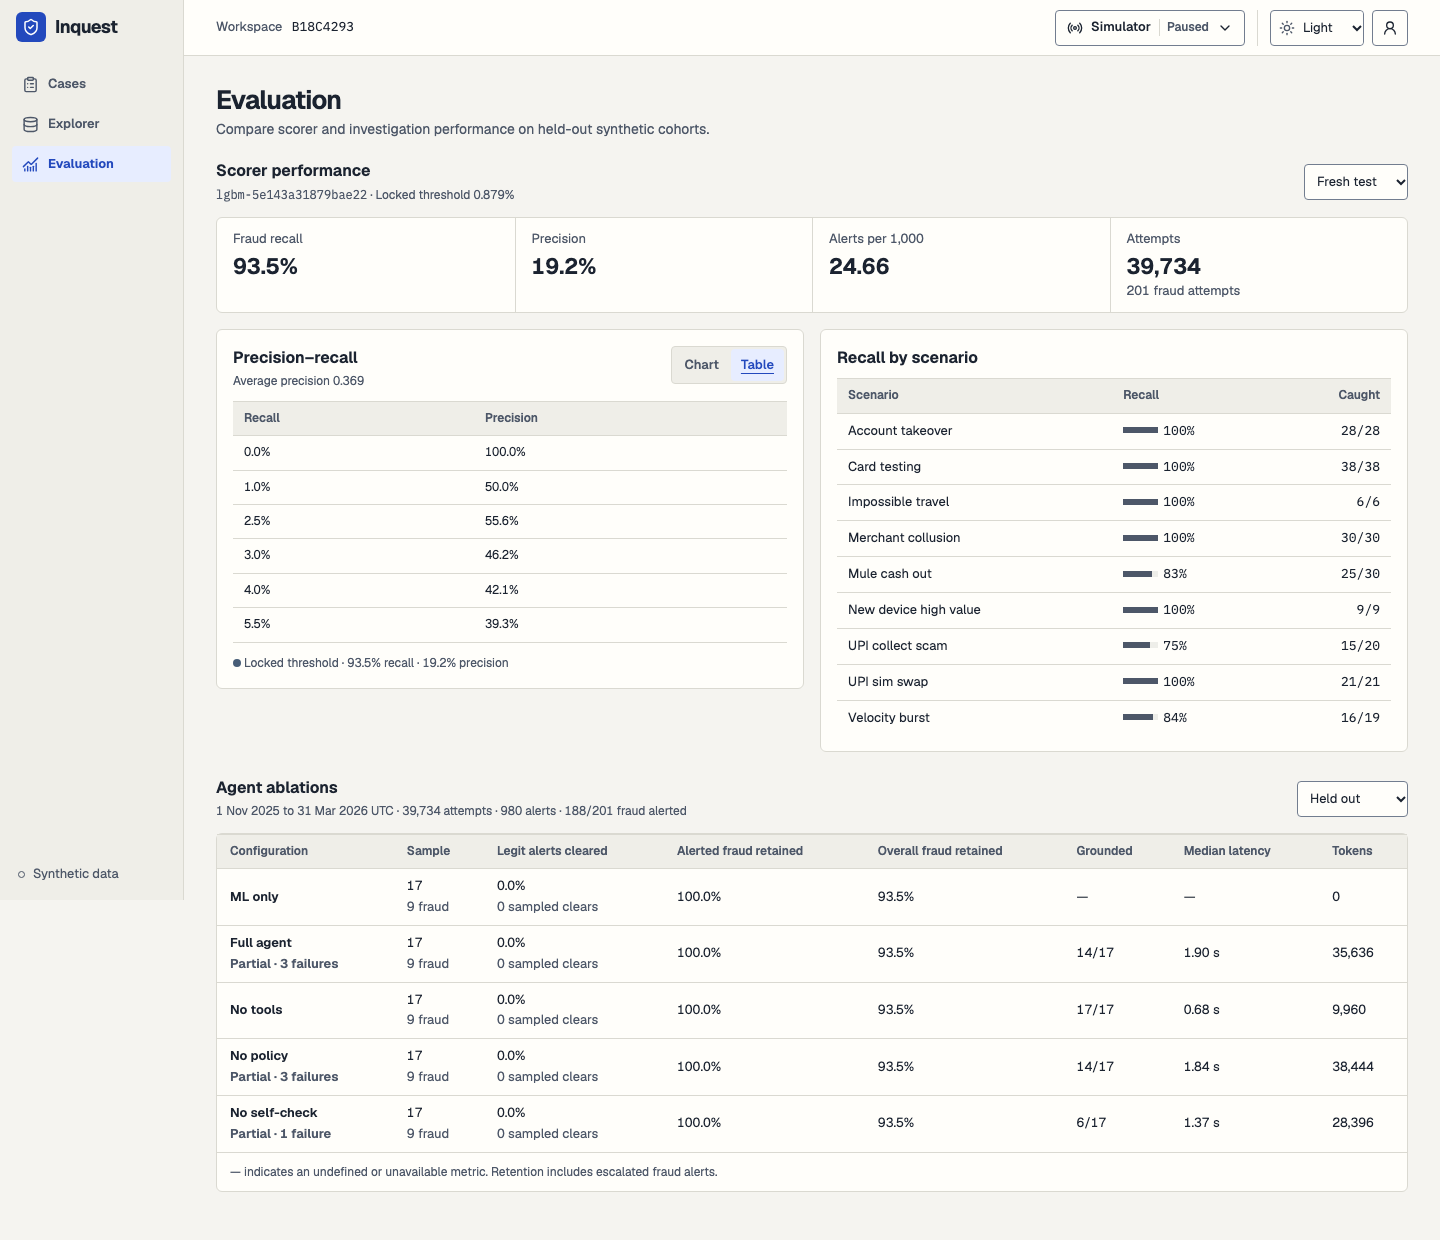 Inquest
Workspace B18C4293
Simulator Paused
Light
Cases
Explorer
Evaluation
Synthetic data
Evaluation
Compare scorer and investigation performance on held-out synthetic cohorts.
Scorer performance
lgbm-5e143a31879bae22 · Locked threshold 0.879%
Fresh test
Fraud recall
93.5%
Precision
19.2%
Alerts per 1,000
24.66
Attempts
39,734
201 fraud attempts
Precision–recall
Average precision 0.369
Chart Table
Recall Precision
0.0% 100.0%
1.0% 50.0%
2.5% 55.6%
3.0% 46.2%
4.0% 42.1%
5.5% 39.3%
Locked threshold · 93.5% recall · 19.2% precision
Recall by scenario
Scenario Recall Caught
Account takeover 100% 28/28
Card testing 100% 38/38
Impossible travel 100% 6/6
Merchant collusion 100% 30/30
Mule cash out 83% 25/30
New device high value 100% 9/9
UPI collect scam 75% 15/20
UPI sim swap 100% 21/21
Velocity burst 84% 16/19
Agent ablations
1 Nov 2025 to 31 Mar 2026 UTC · 39,734 attempts · 980 alerts · 188/201 fraud alerted
Held out
Configuration Sample Legit alerts cleared Alerted fraud retained Overall fraud retained Grounded Median latency Tokens
ML only 17 9 fraud 0.0% 0 sampled clears 100.0% 93.5% — — 0
Full agent Partial · 3 failures 17 9 fraud 0.0% 0 sampled clears 100.0% 93.5% 14/17 1.90 s 35,636
No tools 17 9 fraud 0.0% 0 sampled clears 100.0% 93.5% 17/17 0.68 s 9,960
No policy Partial · 3 failures 17 9 fraud 0.0% 0 sampled clears 100.0% 93.5% 14/17 1.84 s 38,444
No self-check Partial · 1 failure 17 9 fraud 0.0% 0 sampled clears 100.0% 93.5% 6/17 1.37 s 28,396
— indicates an undefined or unavailable metric. Retention includes escalated fraud alerts.